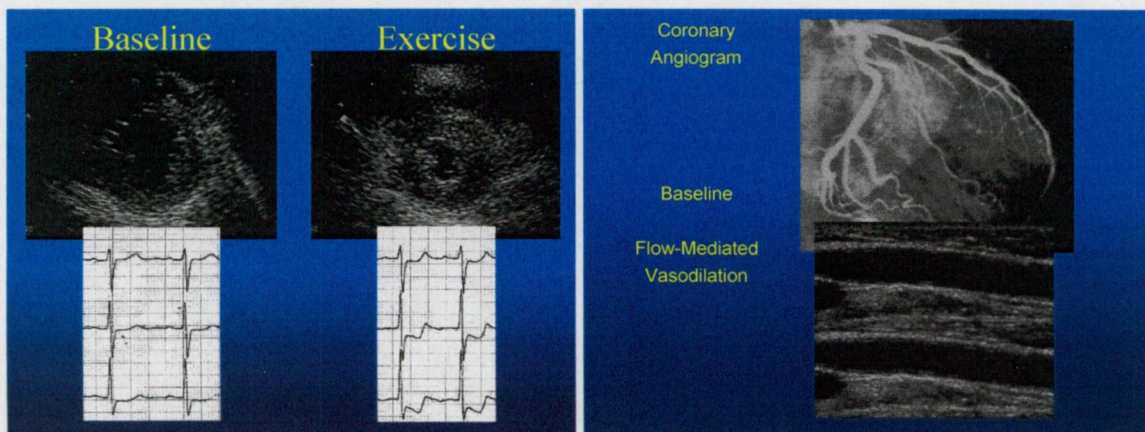 Baseline
Exercise
Coronary
Angiogram
Baseline
Flow-Mediated
Vasodilation